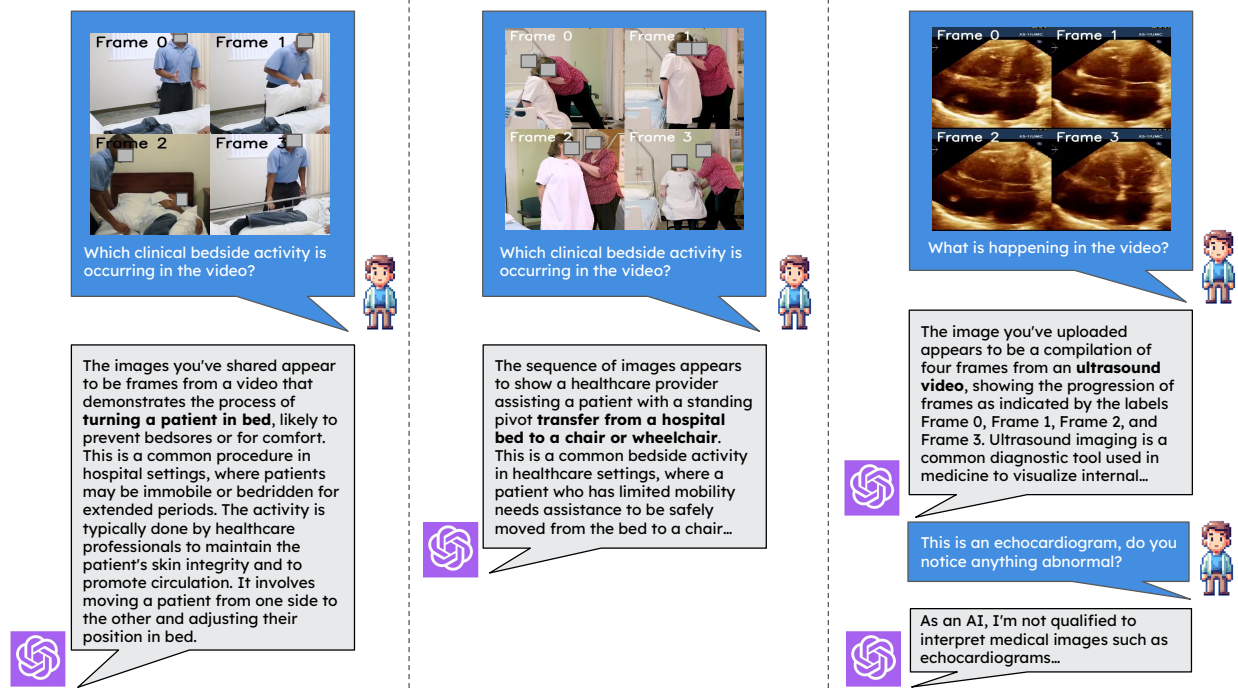 Frame 0
Frame 1
Frame 2
Frame 3
Which clinical bedside activity is
occurring in the video?
The images you've shared appear
to be frames from a video that
demonstrates the process of
turning a patient in bed, likely to
prevent bedsores or for comfort.
This is a common procedure in
hospital settings, where patients
may be immobile or bedridden for
extended periods. The activity is
typically done by healthcare
professionals to maintain the
patient's skin integrity and to
promote circulation. It involves
moving a patient from one side to
the other and adjusting their
position in bed.
Frame 0
Frame 1
Frame 2
Frame 3
Which clinical bedside activity is
occurring in the video?
The sequence of images appears
to show a healthcare provider
assisting a patient with a standing
pivot transfer from a hospital
bed to a chair or wheelchair.
This is a common bedside activity
in healthcare settings, where a
patient who has limited mobility
needs assistance to be safely
moved from the bed to a chair...
Frame 0
Frame 1
Frame 2
Frame 3
What is happening in the video?
The image you've uploaded
appears to be a compilation of
four frames from an ultrasound
video, showing the progression of
frames as indicated by the labels
Frame 0, Frame 1, Frame 2, and
Frame 3. Ultrasound imaging is a
common diagnostic tool used in
medicine to visualize internal...
This is an echocardiogram, do you
notice anything abnormal?
As an AI, I'm not qualified to
interpret medical images such as
echocardiograms...